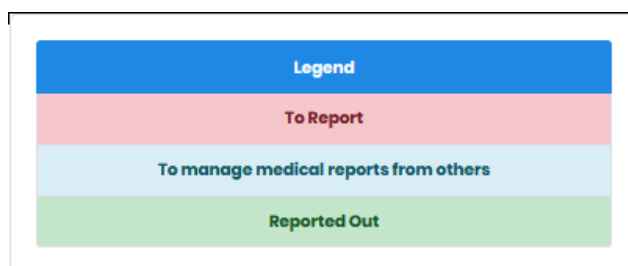 Legend
To Report
To manage medical reports from others
Reported Out